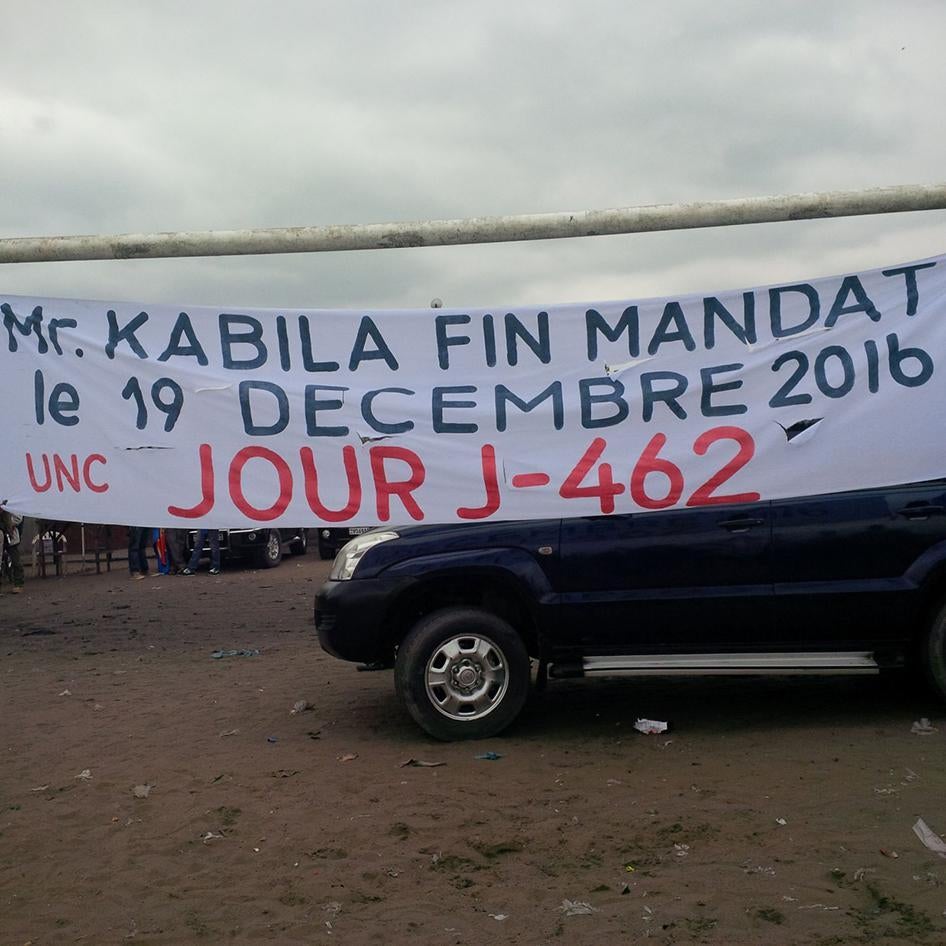 Mr. KABILA FIN MANDAT
le 19 DECEMBRE 2016
UNC JOUR J-462